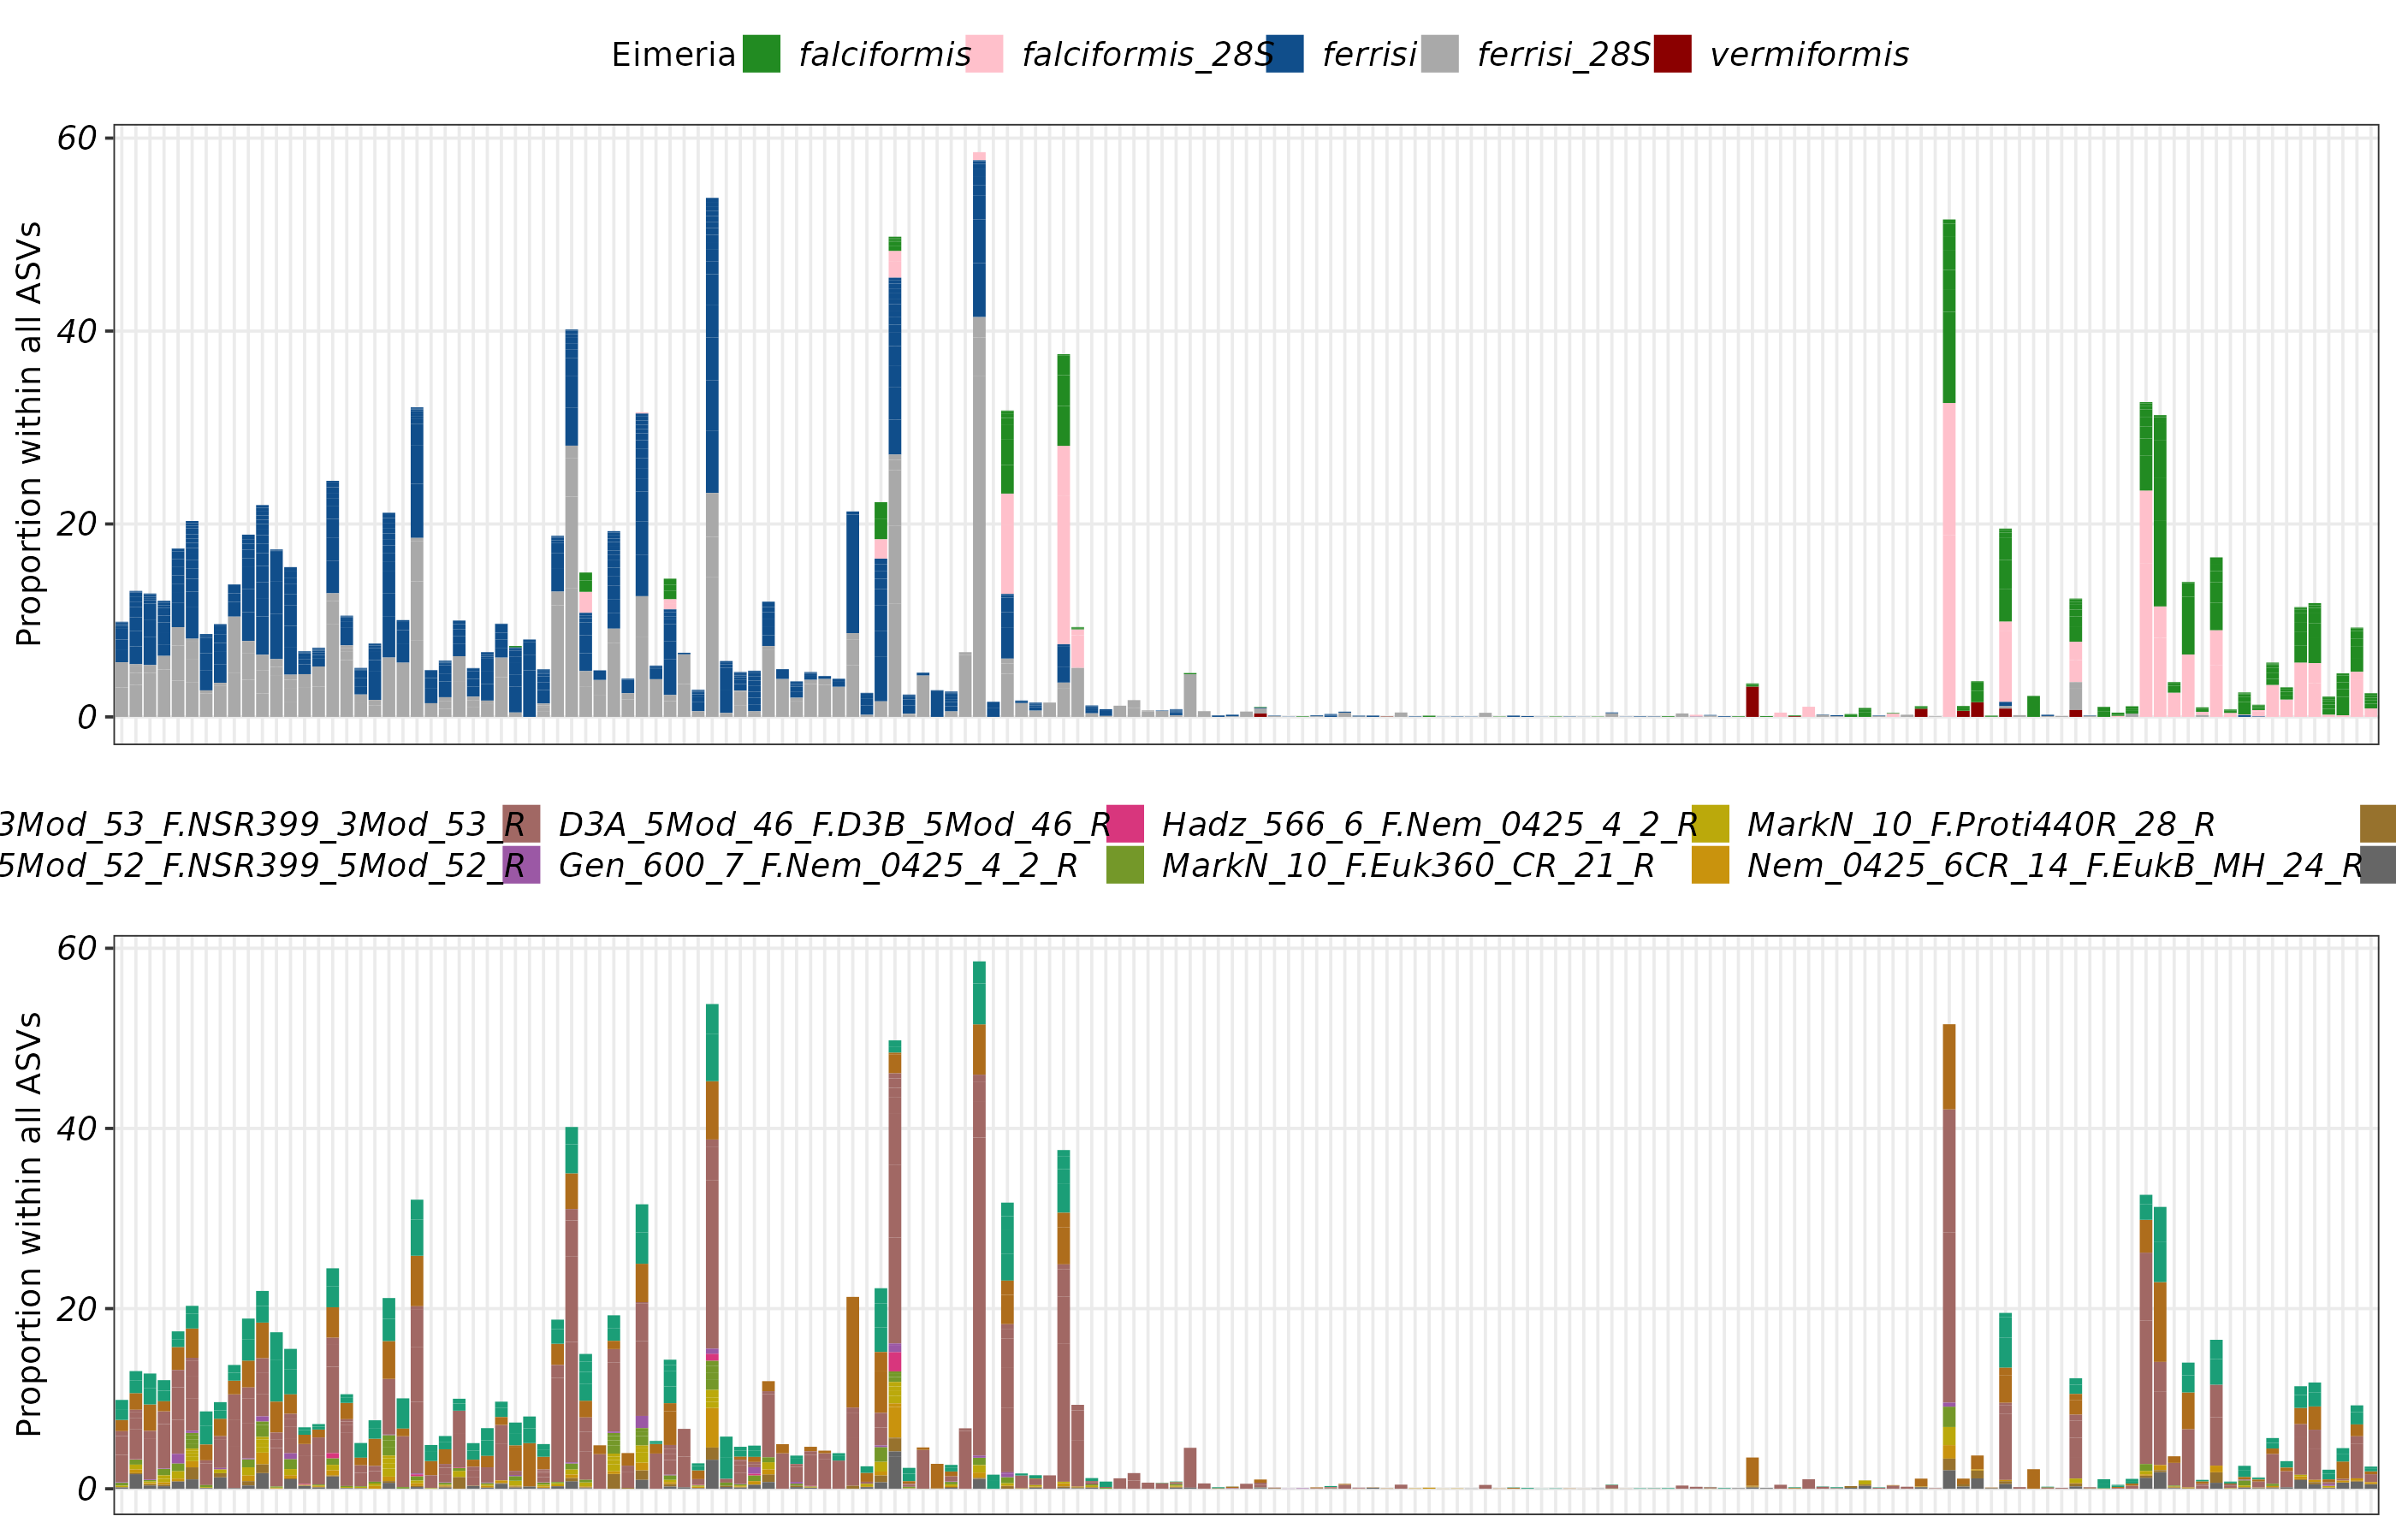 Eimeria falciformis falciformis_28S ferrisi ferrisi_28S vermiformis
Proportion within all ASVs
60
40
20
0
3Mod_53_F.NSR399_3Mod_53_R D3A_5Mod_46_F.D3B_5Mod_46_R Hadz_566_6_F.Nem_0425_4_2_R MarkN_10_F.Proti440R_28_R
5Mod_52_F.NSR399_5Mod_52_R Gen_600_7_F.Nem_0425_4_2_R MarkN_10_F.Euk360_CR_21_R Nem_0425_6CR_14_F.EukB_MH_24_R
Proportion within all ASVs
60
40
20
0